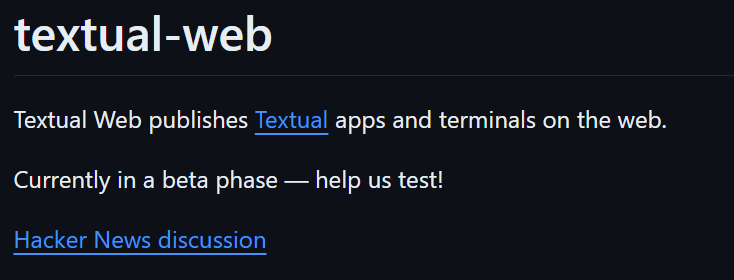 textual-web
Textual Web publishes Textual apps and terminals on the web.
Currently in a beta phase — help us test!
Hacker News discussion